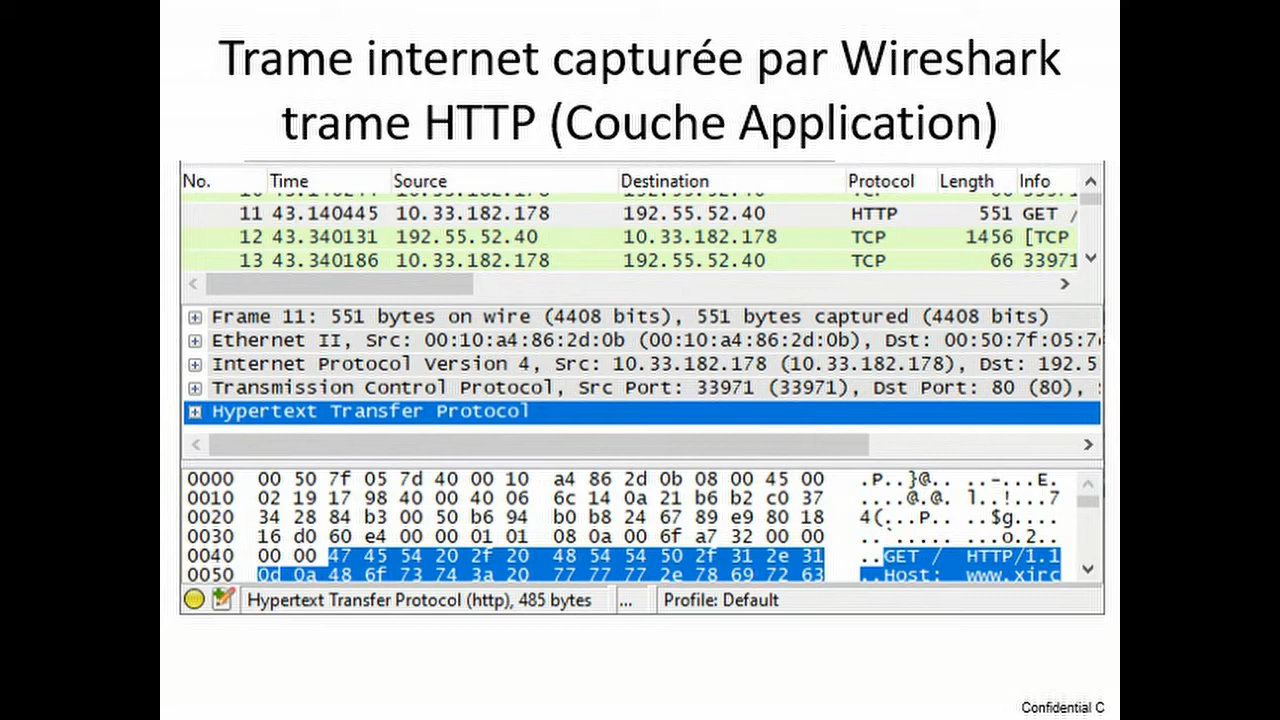 Trame internet capturée par Wireshark
trame HTTP (Couche Application)
No. Time Source Destination Protocol Length Info
11 43.140445 10.33.182.178 192.55.52.40 HTTP 551 GET /
12 43.340131 192.55.52.40 10.33.182.178 TCP 1456 [TCP
13 43.340186 10.33.182.178 192.55.52.40 TCP 66 33971
Frame 11: 551 bytes on wire (4408 bits), 551 bytes captured (4408 bits)
Ethernet II, Src: 00:10:a4:86:2d:0b (00:10:a4:86:2d:0b), Dst: 00:50:7f:05:7
Internet Protocol Version 4, Src: 10.33.182.178 (10.33.182.178), Dst: 192.5
Transmission Control Protocol, Src Port: 33971 (33971), Dst Port: 80 (80),
Hypertext Transfer Protocol
0000 00 50 7f 05 7d 40 00 10 a4 86 2d 0b 08 00 45 00 .P..}@.. ..-...E.
0010 02 19 17 98 40 00 40 06 6c 14 0a 21 b6 b2 c0 37 ....@.@. l..!...7
0020 34 28 84 b3 00 50 b6 94 b0 b8 24 67 89 e9 80 18 4(...P.. ..$g....
0030 16 d0 60 e4 00 00 01 01 08 0a 00 6f a7 32 00 00 ..`..... ...o.2..
0040 00 00 47 45 54 20 2f 20 48 54 54 50 2f 31 2e 31 ..GET / HTTP/1.1
0050 0d 0a 48 6f 73 74 3a 20 77 77 77 2e 78 69 72 63 ..Host: www.xirc
Hypertext Transfer Protocol (http), 485 bytes ... Profile: Default
Confidential C